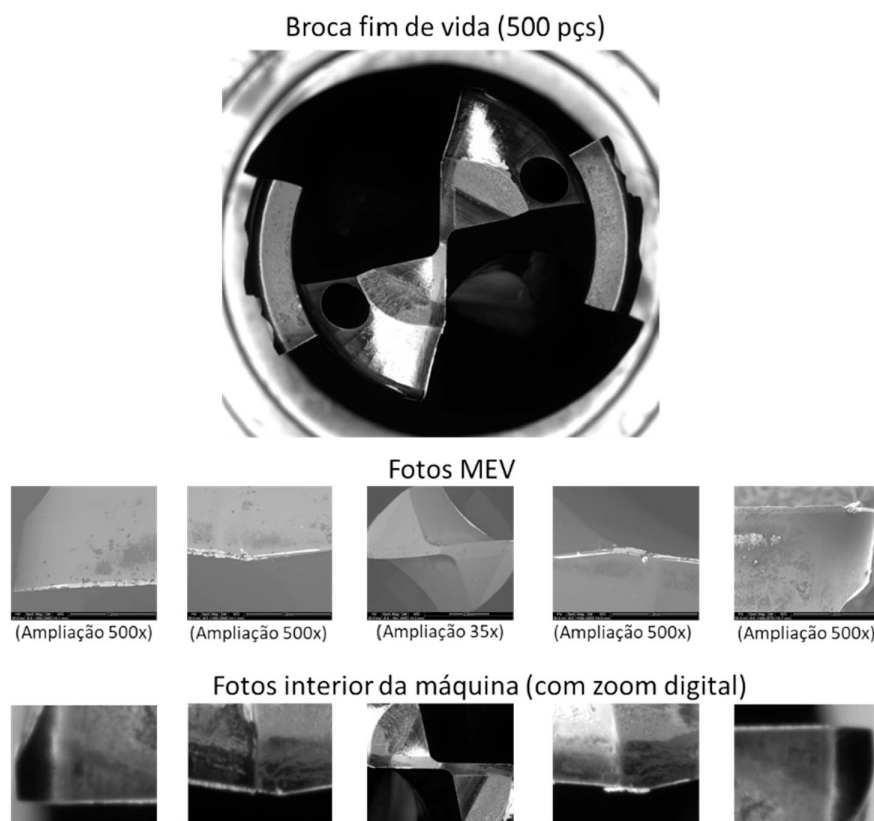 Broca fim de vida (500 pçs)
Fotos MEV
(Ampliação 500x)
(Ampliação 500x)
(Ampliação 35x)
(Ampliação 500x)
(Ampliação 500x)
Fotos interior da máquina (com zoom digital)